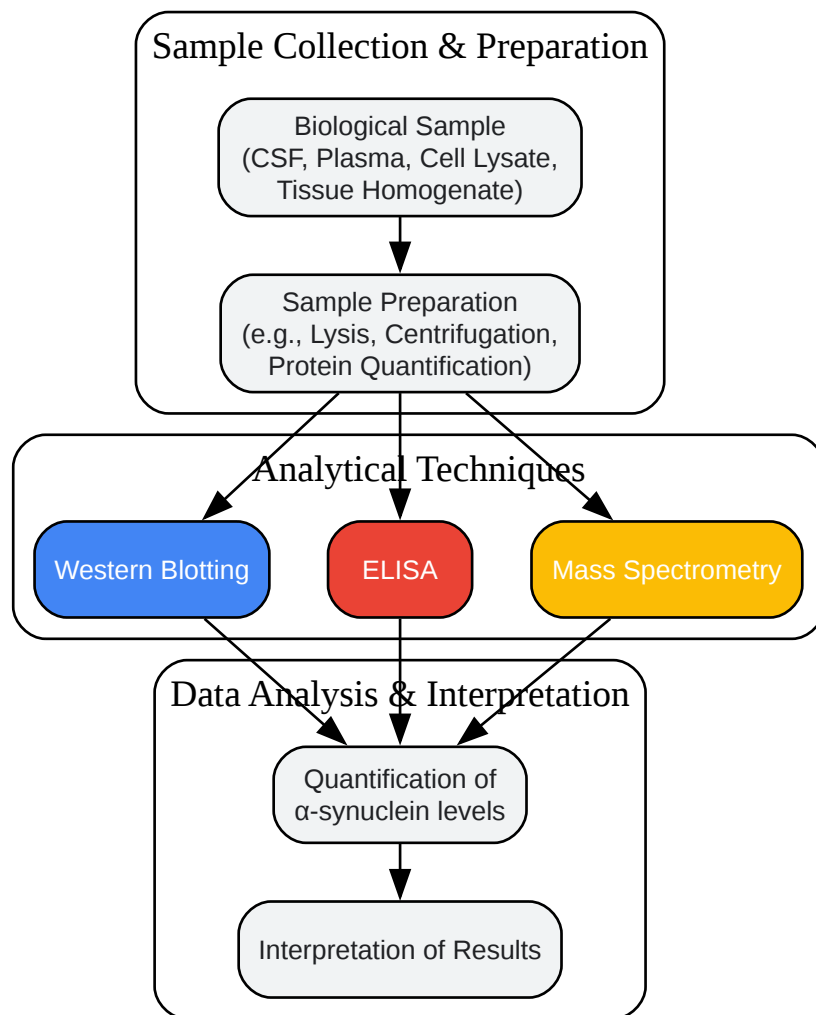 Sample Collection & Preparation
Biological Sample
(CSF, Plasma, Cell Lysate,
Tissue Homogenate)
Sample Preparation
(e.g., Lysis, Centrifugation,
Protein Quantification)
Analytical Techniques
Western Blotting
ELISA
Mass Spectrometry
Data Analysis & Interpretation
Quantification of
α-synuclein levels
Interpretation of Results